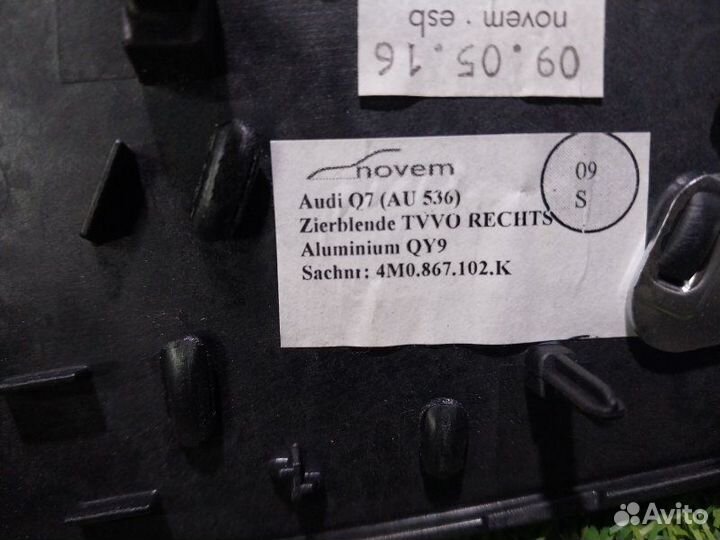 novem · esb
09.05.16
novem
09
S
Audi Q7 (AU 536)
Zierblende TVVO RECHTS
Aluminium QY9
Sachnr: 4M0.867.102.K
Avito